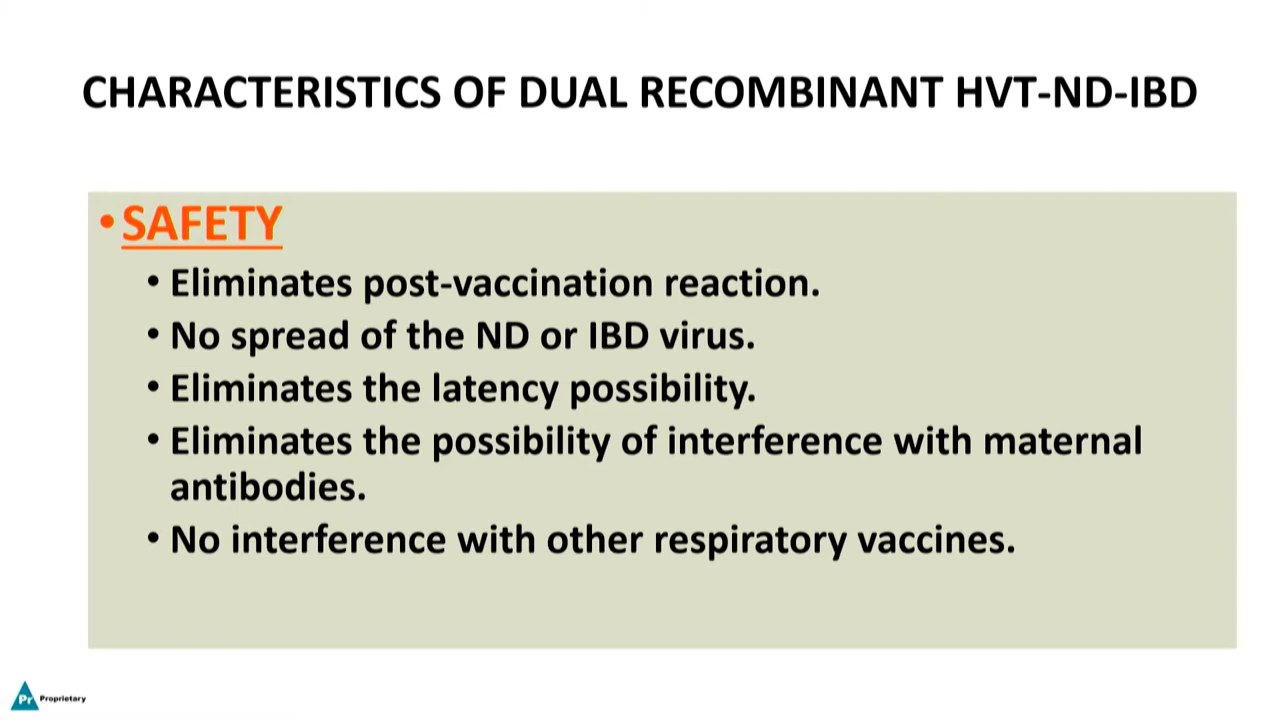 CHARACTERISTICS OF DUAL RECOMBINANT HVT-ND-IBD
• SAFETY
• Eliminates post-vaccination reaction.
• No spread of the ND or IBD virus.
• Eliminates the latency possibility.
• Eliminates the possibility of interference with maternal
antibodies.
• No interference with other respiratory vaccines.
Pr Proprietary